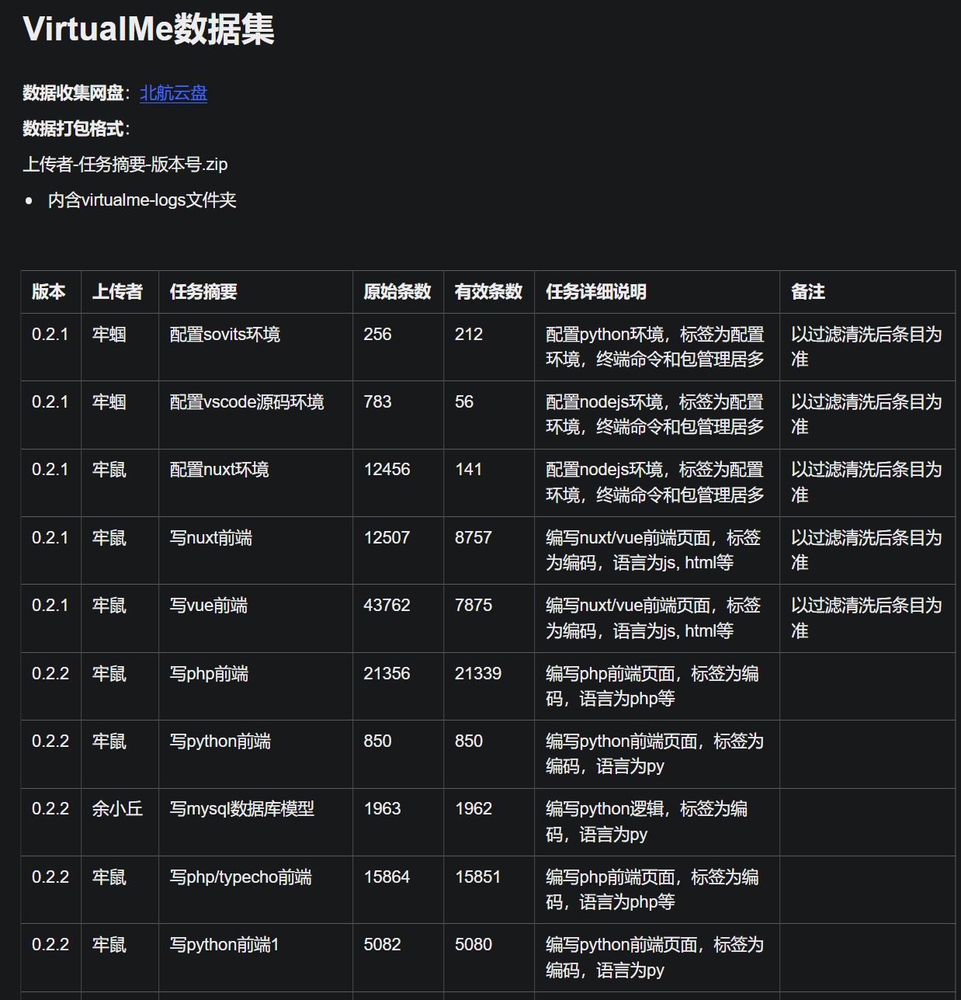 VirtualMe数据集
数据收集网盘：北航云盘
数据打包格式：
上传者-任务摘要-版本号.zip
内含virtualme-logs文件夹
版本 上传者 任务摘要 原始条数 有效条数 任务详细说明 备注
0.2.1 牢蝈 配置sovits环境 256 212 配置python环境，标签为配置 以过滤清洗后条目为
环境，终端命令和包管理居多 准
0.2.1 牢蝈 配置vscode源码环境 783 56 配置nodejs环境，标签为配置 以过滤清洗后条目为
环境，终端命令和包管理居多 准
0.2.1 牢鼠 配置nuxt环境 12456 141 配置nodejs环境，标签为配置 以过滤清洗后条目为
环境，终端命令和包管理居多 准
0.2.1 牢鼠 写nuxt前端 12507 8757 编写nuxt/vue前端页面，标签 以过滤清洗后条目为
为编码，语言为js, html等 准
0.2.1 牢鼠 写vue前端 43762 7875 编写nuxt/vue前端页面，标签 以过滤清洗后条目为
为编码，语言为js, html等 准
0.2.2 牢鼠 写php前端 21356 21339 编写php前端页面，标签为编
码，语言为php等
0.2.2 牢鼠 写python前端 850 850 编写python前端页面，标签为
编码，语言为py
0.2.2 余小丘 写mysql数据库模型 1963 1962 编写python逻辑，标签为编
码，语言为py
0.2.2 牢鼠 写php/typecho前端 15864 15851 编写php前端页面，标签为编
码，语言为php等
0.2.2 牢鼠 写python前端1 5082 5080 编写python前端页面，标签为
编码，语言为py